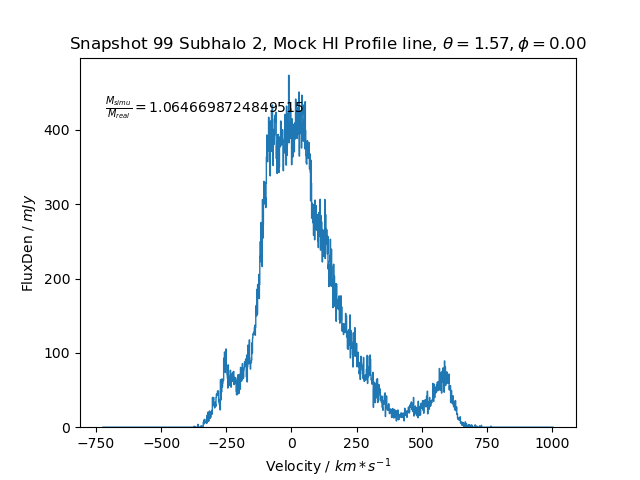 Snapshot 99 Subhalo 2, Mock HI Profile line, θ = 1.57, ϕ = 0.00
M_simu/M_real = 1.0646698724849515
FluxDen / mJy
400
300
200
100
0
−750 −500 −250 0 250 500 750 1000
Velocity / km * s⁻¹